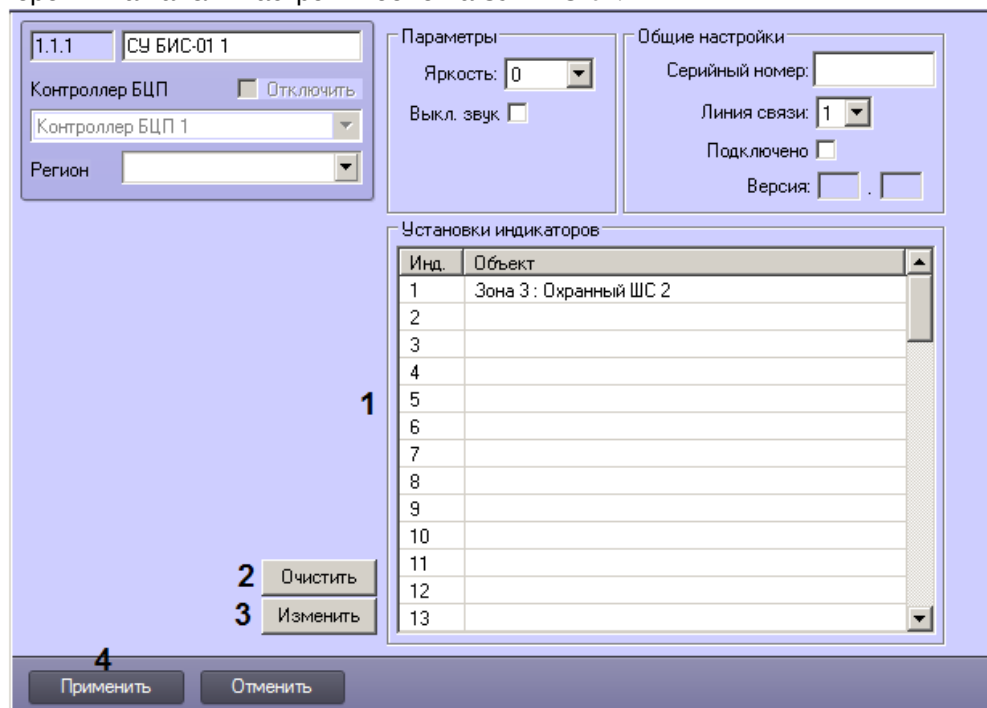 1.1.1 СУ БИС-01 1
Контроллер БЦП Отключить
Контроллер БЦП 1
Регион
Параметры
Яркость: 0
Выкл. звук
Общие настройки
Серийный номер:
Линия связи: 1
Подключено
Версия: .
Установки индикаторов
Инд. Объект
1 Зона 3 : Охранный ШС 2
2
3
4
5
6
7
8
9
10
11
12
13
1
2 Очистить
3 Изменить
4
Применить Отменить